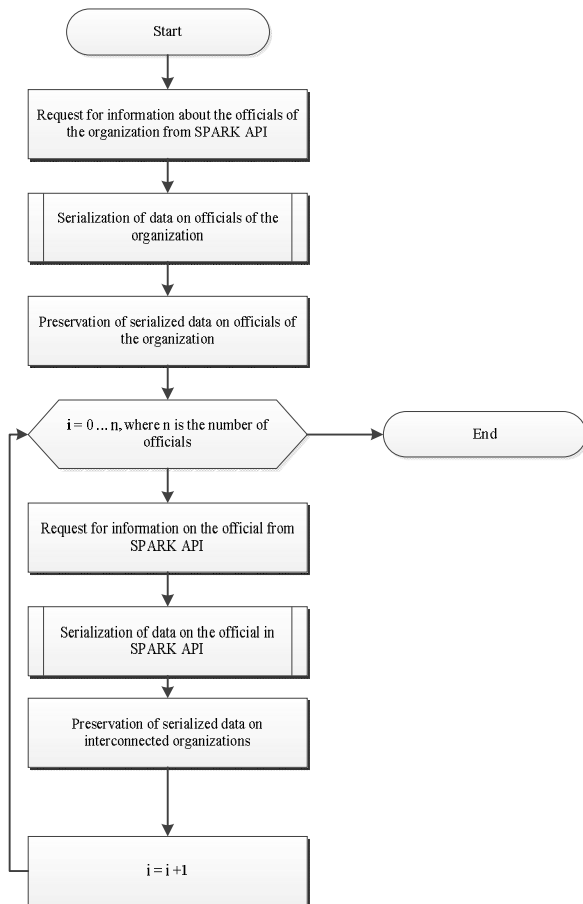 Start
Request for information about the officials of
the organization from SPARK API
Serialization of data on officials of the
organization
Preservation of serialized data on officials of
the organization
i = 0 ... n, where n is the number of
officials
End
Request for information on the official from
SPARK API
Serialization of data on the official in
SPARK API
Preservation of serialized data on
interconnected organizations
i = i +1